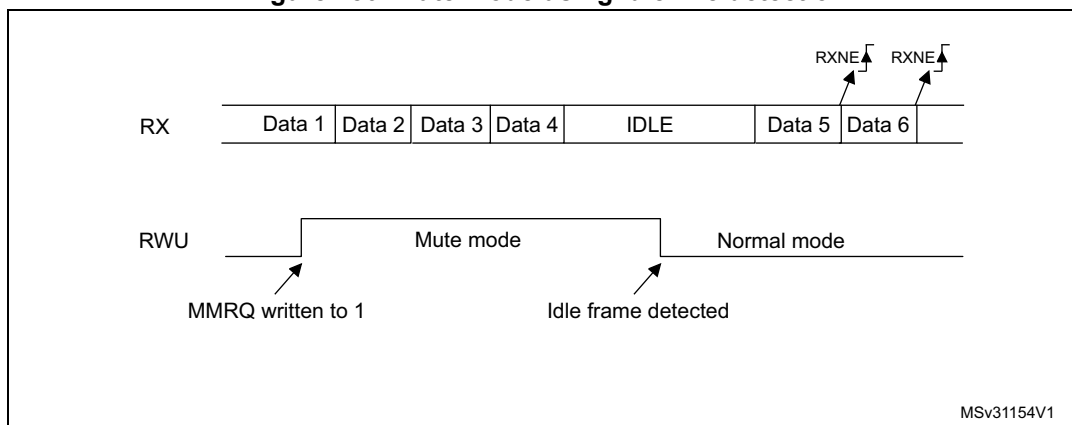 RXNE RXNE
RX Data 1 Data 2 Data 3 Data 4 IDLE Data 5 Data 6
RWU Mute mode Normal mode
MMRQ written to 1 Idle frame detected
MSv31154V1